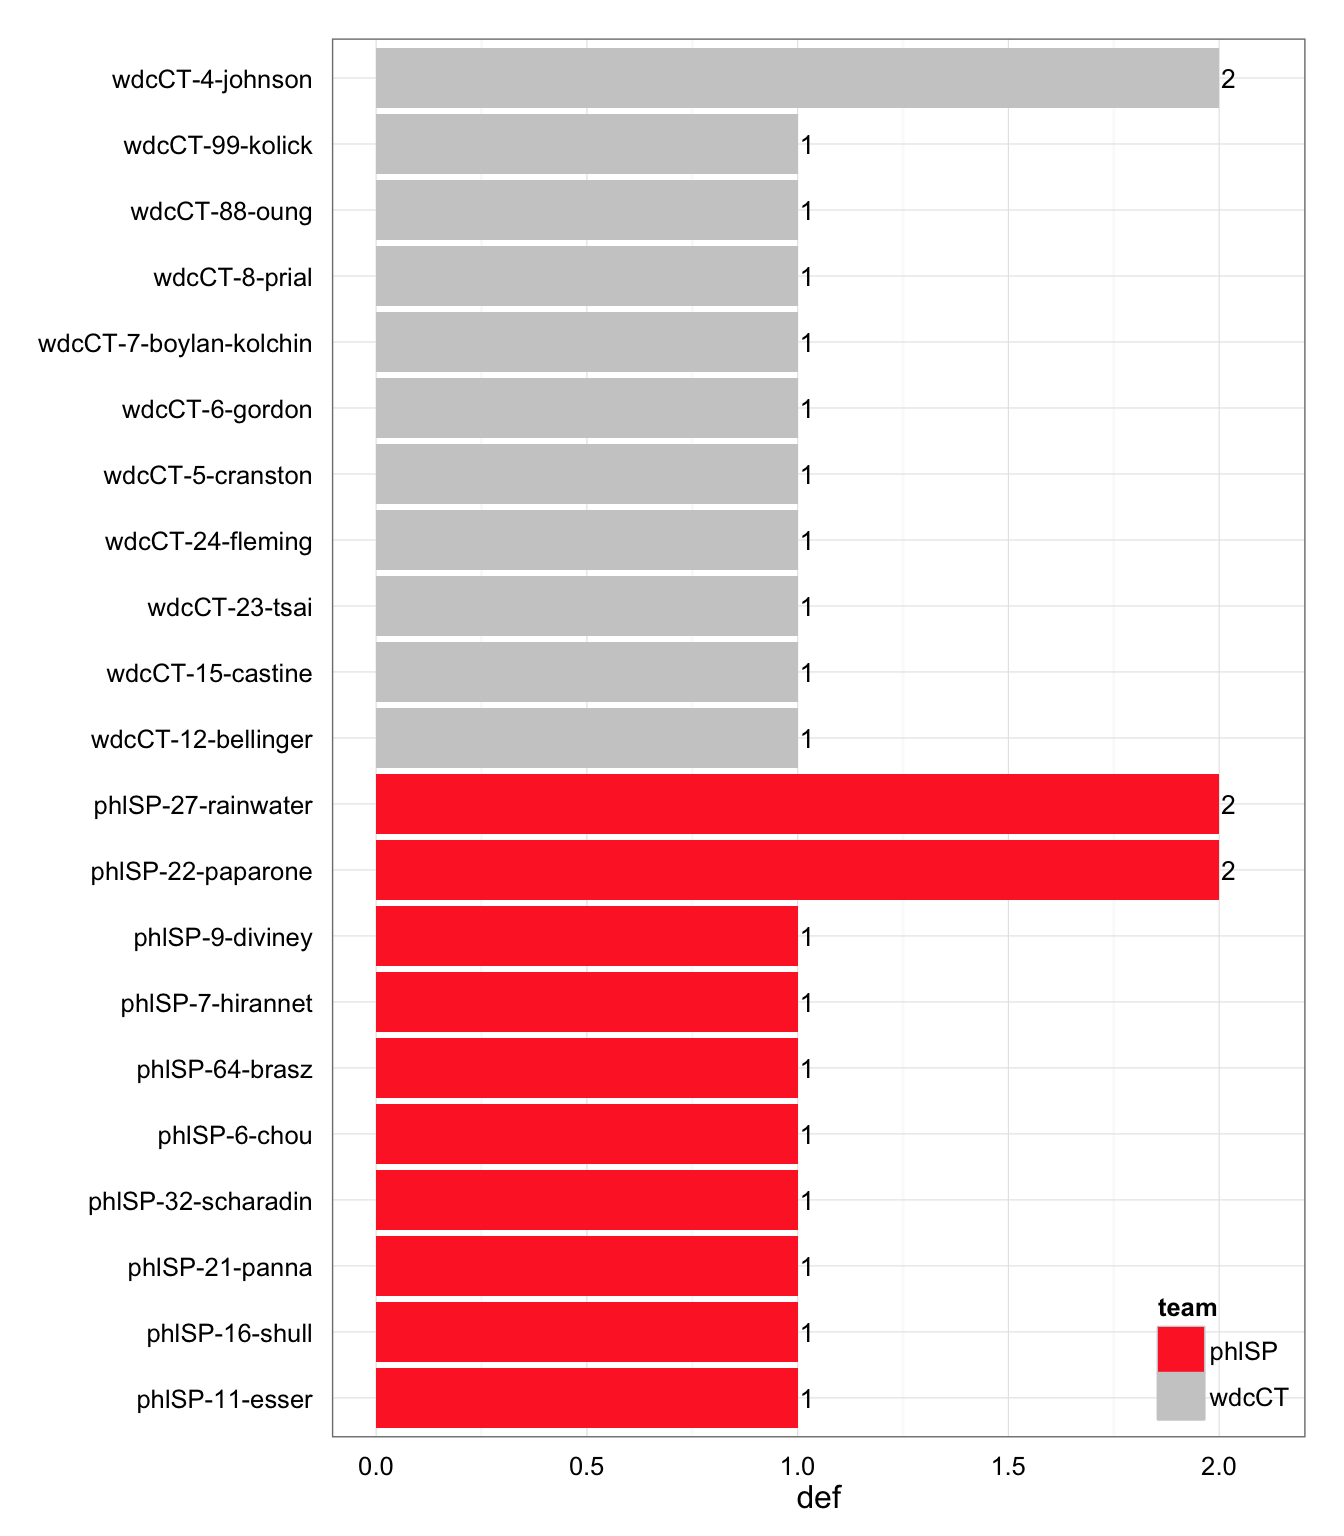 wdcCT-4-johnson 2
wdcCT-99-kolick 1
wdcCT-88-oung 1
wdcCT-8-prial 1
wdcCT-7-boylan-kolchin 1
wdcCT-6-gordon 1
wdcCT-5-cranston 1
wdcCT-24-fleming 1
wdcCT-23-tsai 1
wdcCT-15-castine 1
wdcCT-12-bellinger 1
phlSP-27-rainwater 2
phlSP-22-paparone 2
phlSP-9-diviney 1
phlSP-7-hirannet 1
phlSP-64-brasz 1
phlSP-6-chou 1
phlSP-32-scharadin 1
phlSP-21-panna 1
phlSP-16-shull 1
phlSP-11-esser 1
team
phlSP
wdcCT
0.0 0.5 1.0 1.5 2.0
def